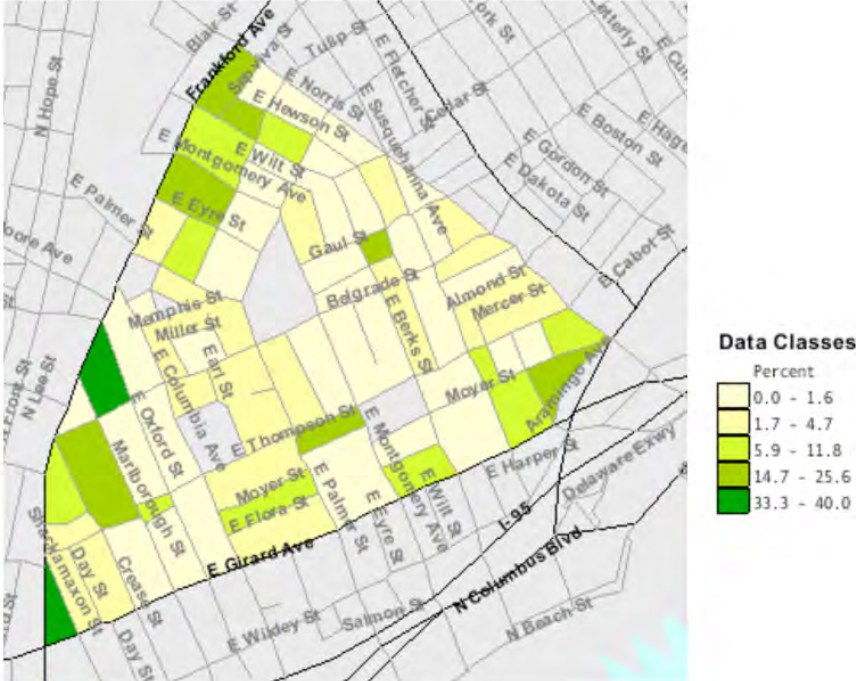 Blair St
Frankford Ave
Tulip St
E Fletcher St
N Hope St
E Norris St
E Hewson St
E Susquehanna Ave
Cedar St
E Boston St
E Gordon St
E Dakota St
E Montgomery Ave
E Wilt St
E Palmer St
E Eyre St
Gaul St
E Cabot St
Belgrade St
Almond St
Mercer St
Memphis St
Miller St
E Berks St
Earl St
E Columbia Ave
Aramingo Ave
N Lee St
Moyer St
E Oxford St
Thompson St
E Montgomery Ave
Marlborough St
E Harper St
Delaware Exwy
Moyer St
E Palmer St
E Wilt St
E Flora St
E Eyre St
I-95
Shackamaxon St
Day St
Crease St
E Girard Ave
N Columbus Blvd
Salmon St
N Beach St
E Wildey St
Day St
Data Classes
Percent
0.0 - 1.6
1.7 - 4.7
5.9 - 11.8
14.7 - 25.6
33.3 - 40.0